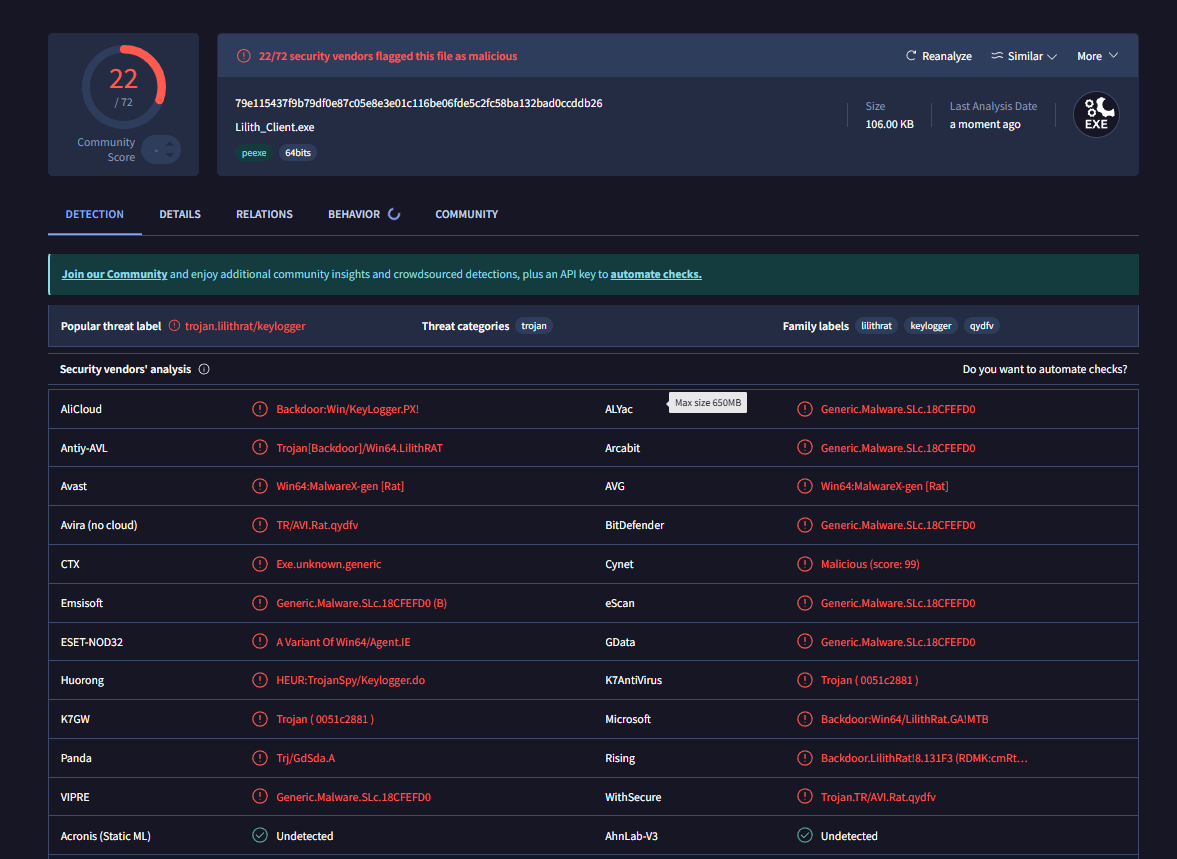 22
/ 72
Community
Score
-
22/72 security vendors flagged this file as malicious
Reanalyze
Similar
More
79e115437f9b79df0e87c05e8e3e01c116be06fde5c2fc58ba132bad0ccddb26
Lilith_Client.exe
peexe
64bits
Size
106.00 KB
Last Analysis Date
a moment ago
EXE
DETECTION
DETAILS
RELATIONS
BEHAVIOR
COMMUNITY
Join our Community and enjoy additional community insights and crowdsourced detections, plus an API key to automate checks.
Popular threat label trojan.lilithrat/keylogger
Threat categories trojan
Family labels lilithrat keylogger qydfv
Security vendors' analysis
Do you want to automate checks?
AliCloud Backdoor:Win/KeyLogger.PX!
ALYac Generic.Malware.SLc.18CFEFD0
Max size 650MB
Antiy-AVL Trojan[Backdoor]/Win64.LilithRAT
Arcabit Generic.Malware.SLc.18CFEFD0
Avast Win64:MalwareX-gen [Rat]
AVG Win64:MalwareX-gen [Rat]
Avira (no cloud) TR/AVI.Rat.qydfv
BitDefender Generic.Malware.SLc.18CFEFD0
CTX Exe.unknown.generic
Cynet Malicious (score: 99)
Emsisoft Generic.Malware.SLc.18CFEFD0 (B)
eScan Generic.Malware.SLc.18CFEFD0
ESET-NOD32 A Variant Of Win64/Agent.IE
GData Generic.Malware.SLc.18CFEFD0
Huorong HEUR:TrojanSpy/Keylogger.do
K7AntiVirus Trojan ( 0051c2881 )
K7GW Trojan ( 0051c2881 )
Microsoft Backdoor:Win64/LilithRat.GA!MTB
Panda Trj/GdSda.A
Rising Backdoor.LilithRat!8.131F3 (RDMK:cmRt…
VIPRE Generic.Malware.SLc.18CFEFD0
WithSecure Trojan.TR/AVI.Rat.qydfv
Acronis (Static ML) Undetected
AhnLab-V3 Undetected